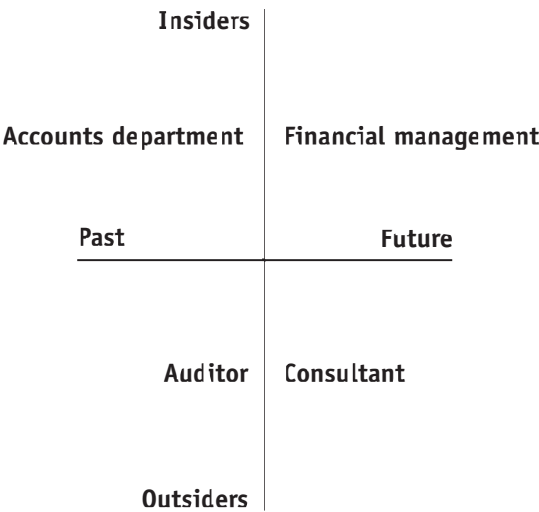 Insiders
Accounts department
Financial management
Past
Future
Auditor
Consultant
Outsiders